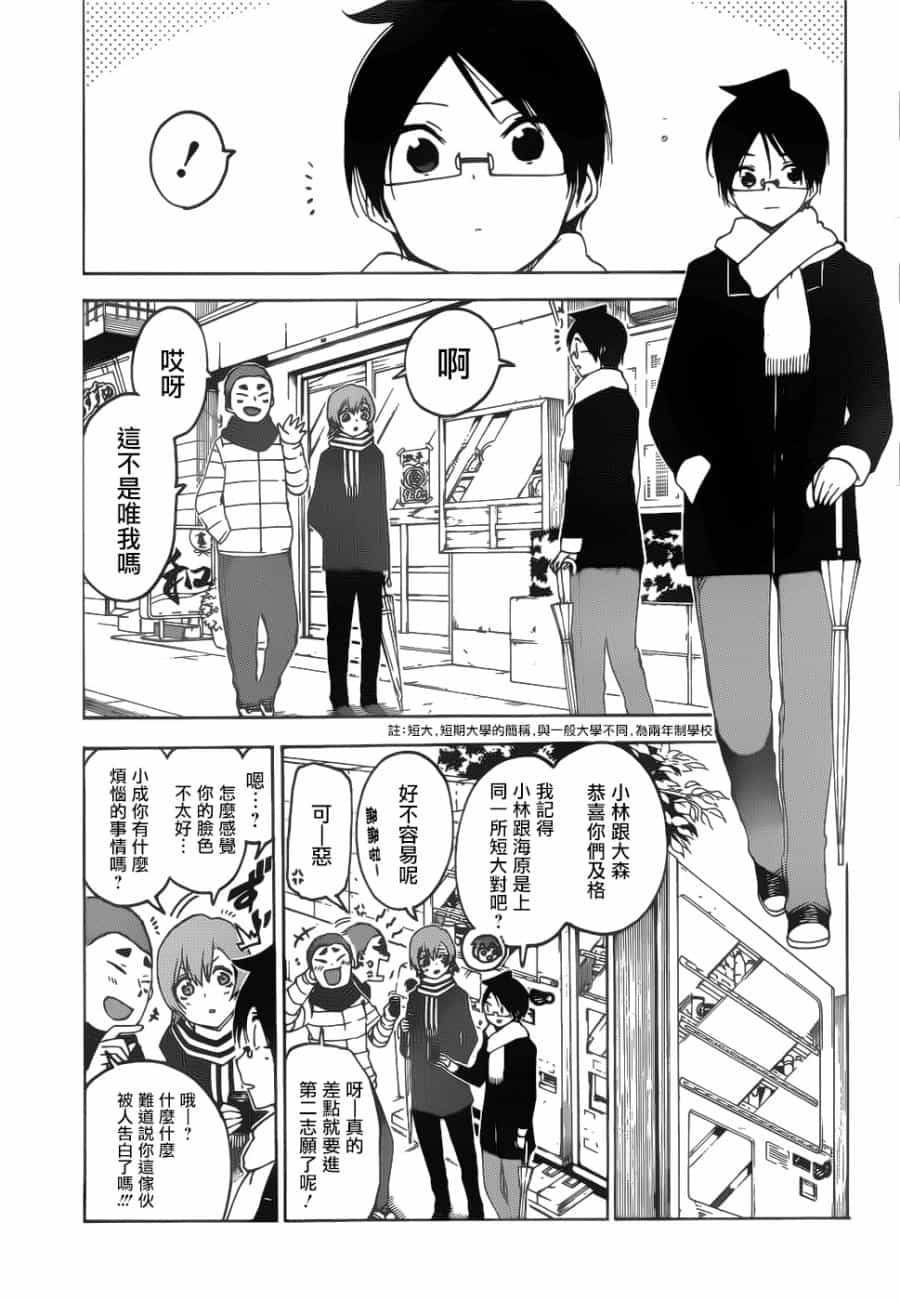 ！
啊
哎呀
這不是唯我嗎
和
註：短大，短期大學的簡稱，與一般大學不同，為兩年制學校
小林跟大森
恭喜你們及格
我記得
小林跟海原是上
同一所短大對吧？
好不容易呢
謝謝啦—
可—惡
呀—真的
差點就要進
第二志願了呢！
嗯…？
怎麼感覺
你的臉色
不太好…
小成你有什麼
煩惱的事情嗎？
哦—？
什麼什麼
難道說你這傢伙
被人告白了嗎!!!